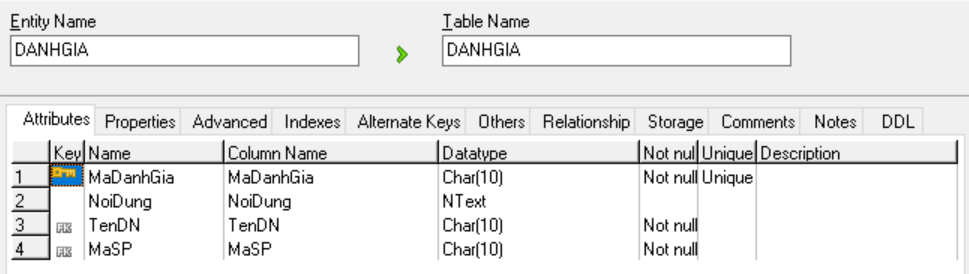 Entity Name Table Name
DANHGIA DANHGIA
Attributes Properties Advanced Indexes Alternate Keys Others Relationship Storage Comments Notes DDL
Key Name Column Name Datatype Not nul Unique Description
1 MaDanhGia MaDanhGia Char(10) Not null Unique
2 NoiDung NoiDung NText
3 FK TenDN TenDN Char(10) Not null
4 FK MaSP MaSP Char(10) Not null